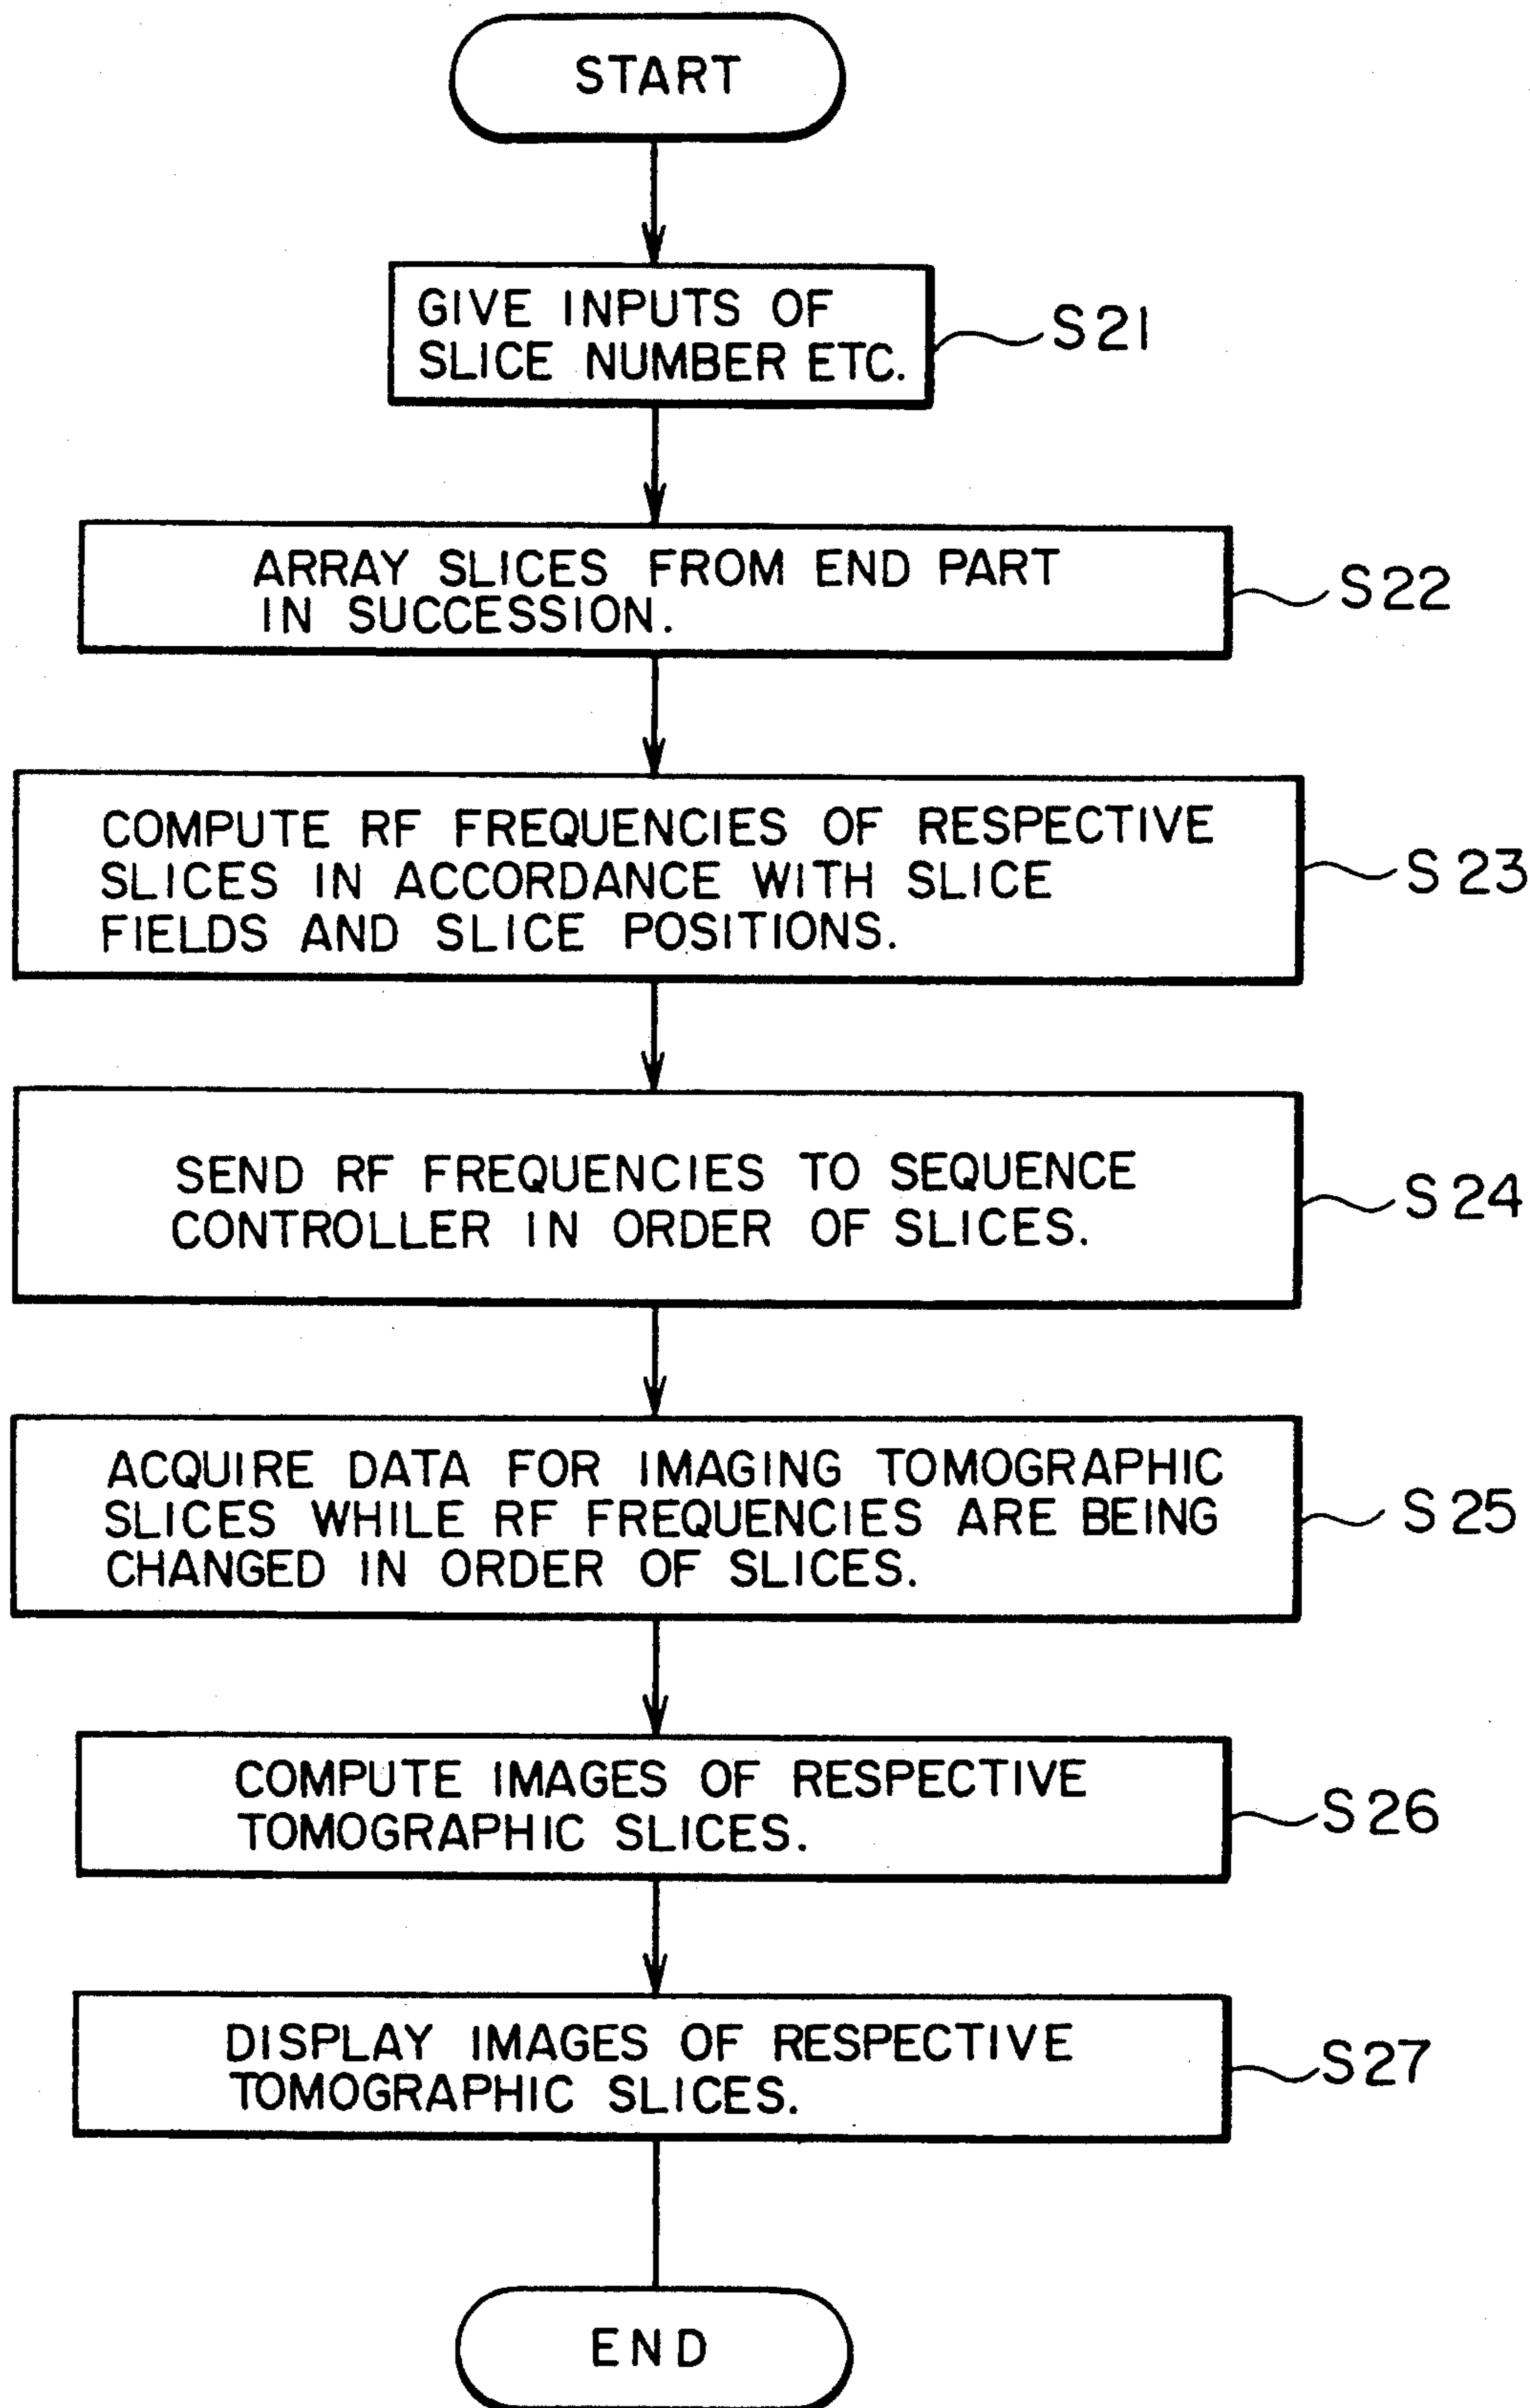 START
GIVE INPUTS OF
SLICE NUMBER ETC.
S21
ARRAY SLICES FROM END PART
IN SUCCESSION.
S22
COMPUTE RF FREQUENCIES OF RESPECTIVE
SLICES IN ACCORDANCE WITH SLICE
FIELDS AND SLICE POSITIONS.
S23
SEND RF FREQUENCIES TO SEQUENCE
CONTROLLER IN ORDER OF SLICES.
S24
ACQUIRE DATA FOR IMAGING TOMOGRAPHIC
SLICES WHILE RF FREQUENCIES ARE BEING
CHANGED IN ORDER OF SLICES.
S25
COMPUTE IMAGES OF RESPECTIVE
TOMOGRAPHIC SLICES.
S26
DISPLAY IMAGES OF RESPECTIVE
TOMOGRAPHIC SLICES.
S27
END